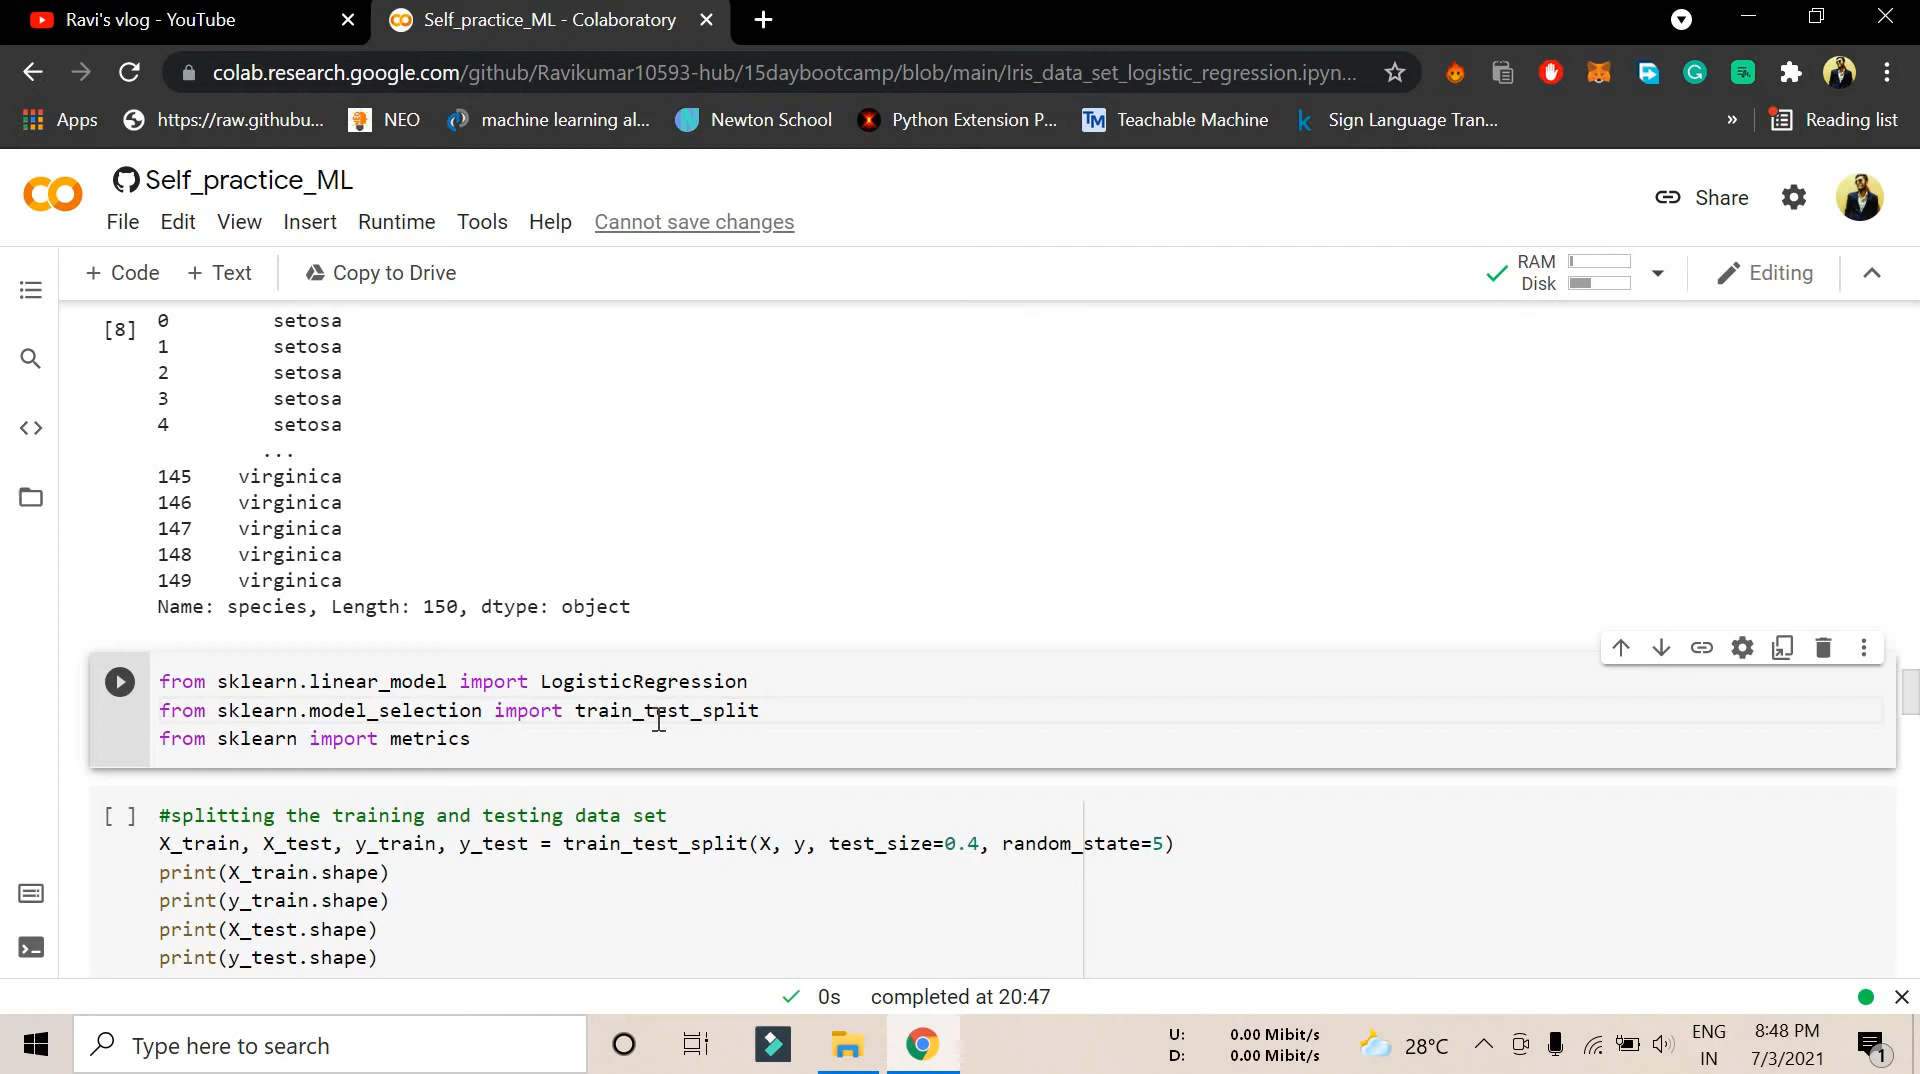 Ravi's vlog - YouTube
Self_practice_ML - Colaboratory
colab.research.google.com/github/Ravikumar10593-hub/15daybootcamp/blob/main/Iris_data_set_logistic_regression.ipyn...
Apps https://raw.githubu... NEO machine learning al... Newton School Python Extension P... TM Teachable Machine k Sign Language Tran... » Reading list
Self_practice_ML
Share
File Edit View Insert Runtime Tools Help Cannot save changes
+ Code + Text Copy to Drive
RAM
Disk
Editing
[8]
0 setosa
1 setosa
2 setosa
3 setosa
4 setosa
...
145 virginica
146 virginica
147 virginica
148 virginica
149 virginica
Name: species, Length: 150, dtype: object
from sklearn.linear_model import LogisticRegression
from sklearn.model_selection import train_test_split
from sklearn import metrics
[ ] #splitting the training and testing data set
X_train, X_test, y_train, y_test = train_test_split(X, y, test_size=0.4, random_state=5)
print(X_train.shape)
print(y_train.shape)
print(X_test.shape)
print(y_test.shape)
0s completed at 20:47
Type here to search
U: 0.00 Mibit/s
D: 0.00 Mibit/s
28°C
ENG
IN
8:48 PM
7/3/2021
1